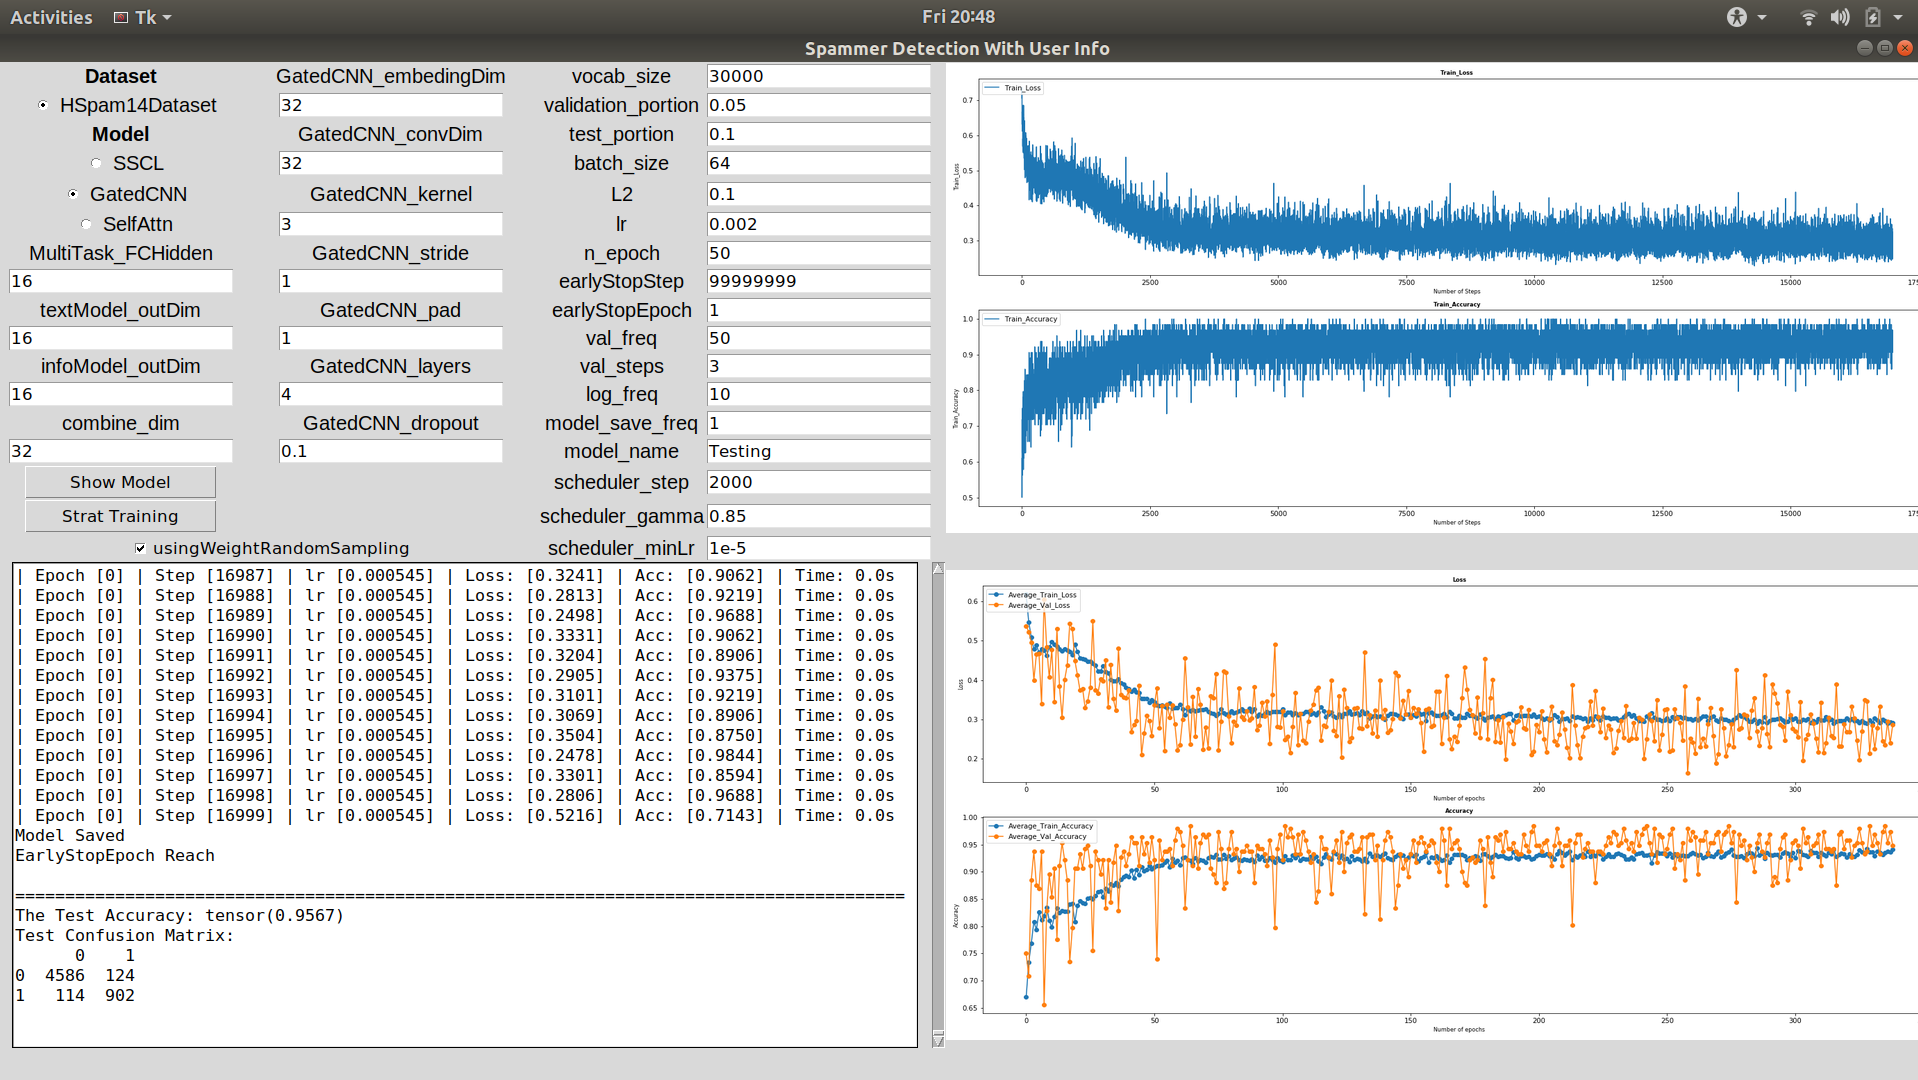 Activities Tk Fri 20:48
Spammer Detection With User Info
Dataset
HSpam14Dataset
Model
SSCL
GatedCNN
SelfAttn
MultiTask_FCHidden
16
textModel_outDim
16
infoModel_outDim
16
combine_dim
32
Show Model
Strat Training
usingWeightRandomSampling
GatedCNN_embedingDim
32
GatedCNN_convDim
32
GatedCNN_kernel
3
GatedCNN_stride
1
GatedCNN_pad
1
GatedCNN_layers
4
GatedCNN_dropout
0.1
vocab_size 30000
validation_portion 0.05
test_portion 0.1
batch_size 64
L2 0.1
lr 0.002
n_epoch 50
earlyStopStep 99999999
earlyStopEpoch 1
val_freq 50
val_steps 3
log_freq 10
model_save_freq 1
model_name Testing
scheduler_step 2000
scheduler_gamma 0.85
scheduler_minLr 1e-5
| Epoch [0] | Step [16987] | lr [0.000545] | Loss: [0.3241] | Acc: [0.9062] | Time: 0.0s
| Epoch [0] | Step [16988] | lr [0.000545] | Loss: [0.2813] | Acc: [0.9219] | Time: 0.0s
| Epoch [0] | Step [16989] | lr [0.000545] | Loss: [0.2498] | Acc: [0.9688] | Time: 0.0s
| Epoch [0] | Step [16990] | lr [0.000545] | Loss: [0.3331] | Acc: [0.9062] | Time: 0.0s
| Epoch [0] | Step [16991] | lr [0.000545] | Loss: [0.3204] | Acc: [0.8906] | Time: 0.0s
| Epoch [0] | Step [16992] | lr [0.000545] | Loss: [0.2905] | Acc: [0.9375] | Time: 0.0s
| Epoch [0] | Step [16993] | lr [0.000545] | Loss: [0.3101] | Acc: [0.9219] | Time: 0.0s
| Epoch [0] | Step [16994] | lr [0.000545] | Loss: [0.3069] | Acc: [0.8906] | Time: 0.0s
| Epoch [0] | Step [16995] | lr [0.000545] | Loss: [0.3504] | Acc: [0.8750] | Time: 0.0s
| Epoch [0] | Step [16996] | lr [0.000545] | Loss: [0.2478] | Acc: [0.9844] | Time: 0.0s
| Epoch [0] | Step [16997] | lr [0.000545] | Loss: [0.3301] | Acc: [0.8594] | Time: 0.0s
| Epoch [0] | Step [16998] | lr [0.000545] | Loss: [0.2806] | Acc: [0.9688] | Time: 0.0s
| Epoch [0] | Step [16999] | lr [0.000545] | Loss: [0.5216] | Acc: [0.7143] | Time: 0.0s
Model Saved
EarlyStopEpoch Reach
=========================================================================================
The Test Accuracy: tensor(0.9567)
Test Confusion Matrix:
0 1
0 4586 124
1 114 902
Train_Loss
Train_Loss
0.7
0.6
0.5
0.4
0.3
Train_Loss
0 2500 5000 7500 10000 12500 15000 175
Number of Steps
Train_Accuracy
Train_Accuracy
1.0
0.9
0.8
0.7
0.6
0.5
Train_Accuracy
0 2500 5000 7500 10000 12500 15000 175
Number of Steps
Loss
Average_Train_Loss
Average_Val_Loss
0.6
0.5
0.4
0.3
0.2
Loss
0 50 100 150 200 250 300
Number of epochs
Accuracy
Average_Train_Accuracy
Average_Val_Accuracy
1.00
0.95
0.90
0.85
0.80
0.75
0.70
0.65
Accuracy
0 50 100 150 200 250 300
Number of epochs